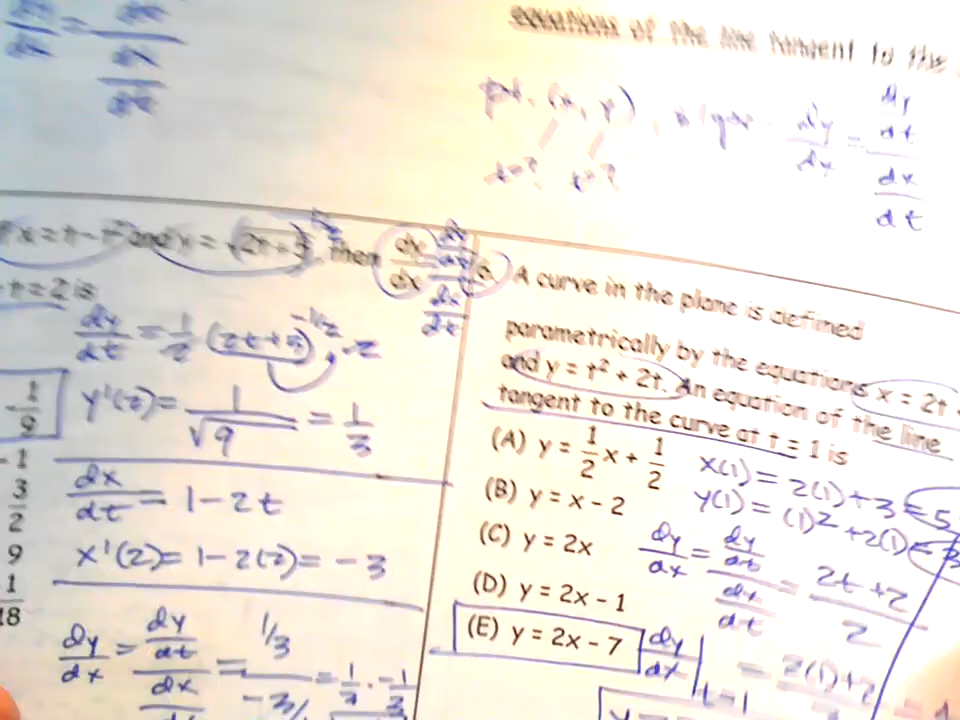 equations of the line tangent to the
pt. (x, y), slope = dy/dx = dy/dt / dx/dt
t=? t=?
x = t - t² and y = √2t + 5, then dy/dx
t = 2 is
dy/dt = 1/2 (2t+5)^-1/2 · 2
y'(2) = 1/√9 = 1/3
dx/dt = 1 - 2t
x'(2) = 1 - 2(2) = -3
dy/dx = dy/dt / dx/dt = 1/3 / -3/ = 1/3 · -1/3
-1/9
-1
3/2
9
1/18
A curve in the plane is defined
parametrically by the equations x = 2t
and y = t² + 2t. An equation of the line
tangent to the curve at t = 1 is
(A) y = 1/2 x + 1/2
(B) y = x - 2
(C) y = 2x
(D) y = 2x - 1
(E) y = 2x - 7
x(1) = 2(1) + 3 = 5
y(1) = (1)² + 2(1) = 3
dy/dx = dy/dt / dx/dt = 2t + 2 / 2
dy/dx | t=1 = 2(1)+2
y =